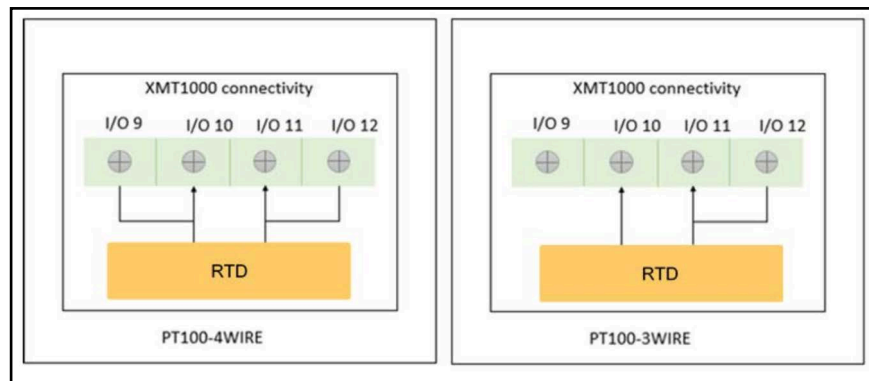 XMT1000 connectivity
I/O 9 I/O 10 I/O 11 I/O 12
RTD
PT100-4WIRE
XMT1000 connectivity
I/O 9 I/O 10 I/O 11 I/O 12
RTD
PT100-3WIRE